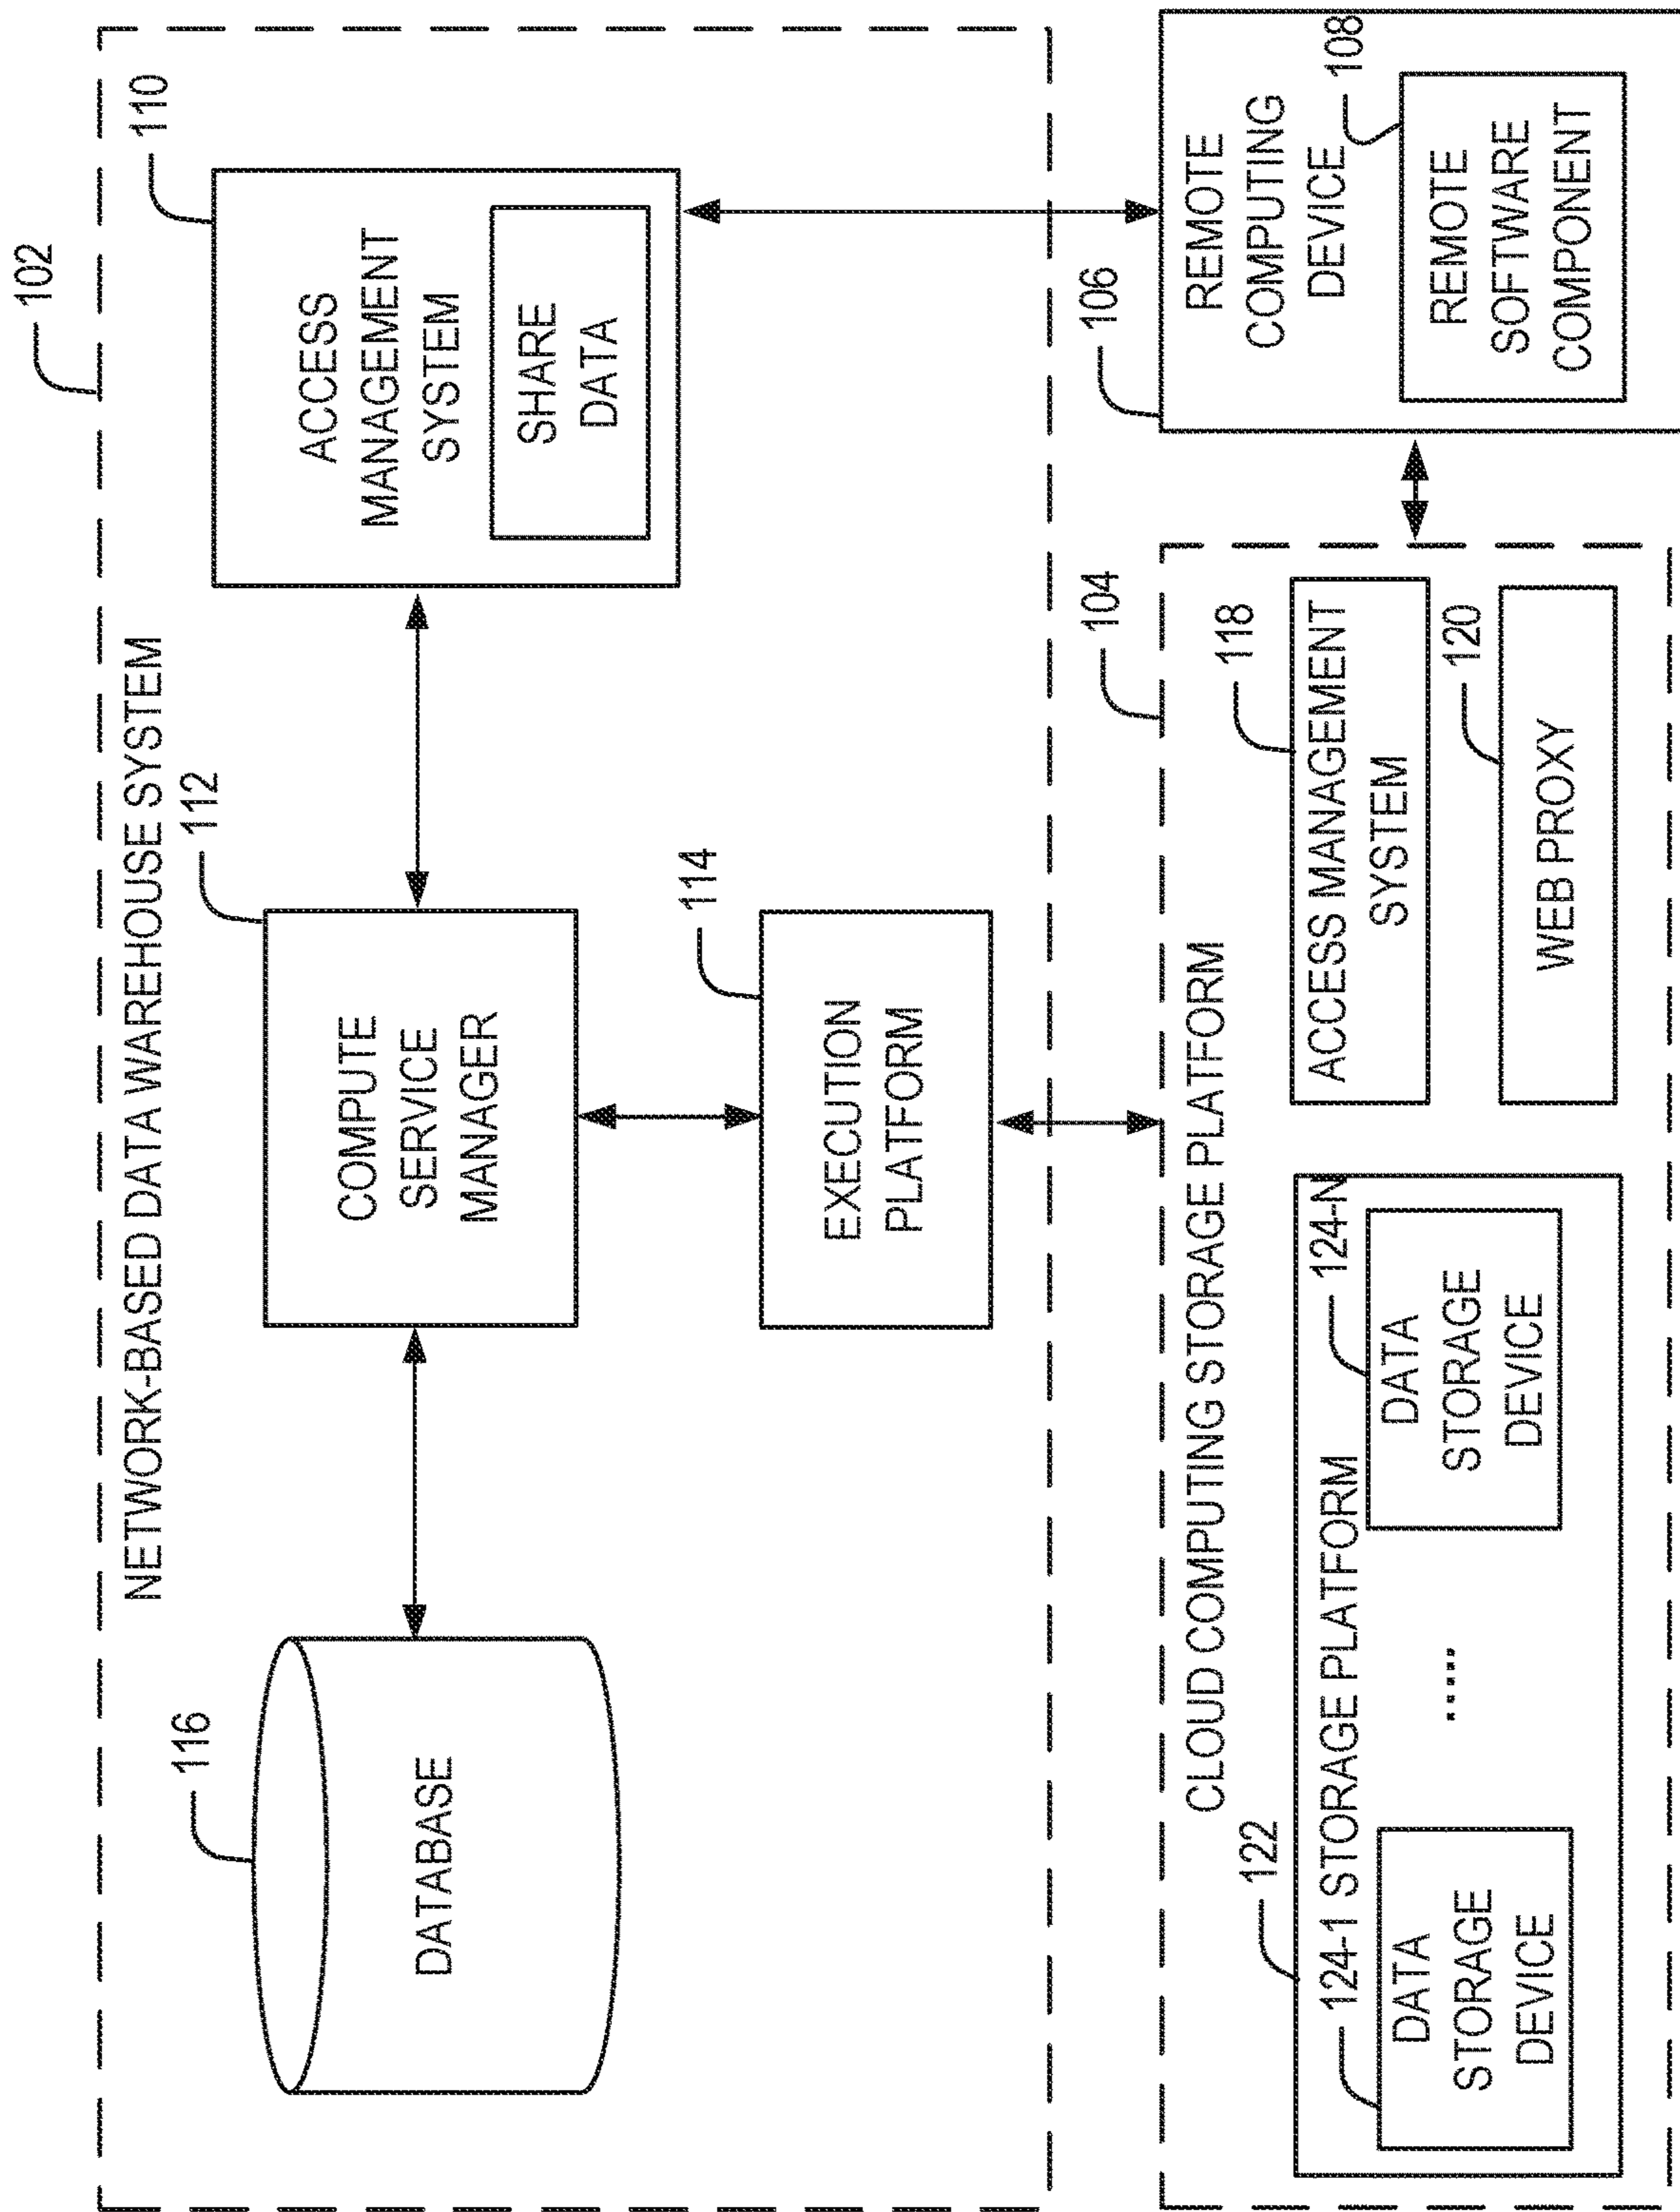 102
NETWORK-BASED DATA WAREHOUSE SYSTEM
116
DATABASE
112
COMPUTE
SERVICE
MANAGER
110
ACCESS
MANAGEMENT
SYSTEM
SHARE
DATA
114
EXECUTION
PLATFORM
104
CLOUD COMPUTING STORAGE PLATFORM
122
124-1 STORAGE PLATFORM 124-N
DATA
STORAGE
DEVICE
.....
DATA
STORAGE
DEVICE
118
ACCESS MANAGEMENT
SYSTEM
120
WEB PROXY
106
REMOTE
COMPUTING
DEVICE
108
REMOTE
SOFTWARE
COMPONENT